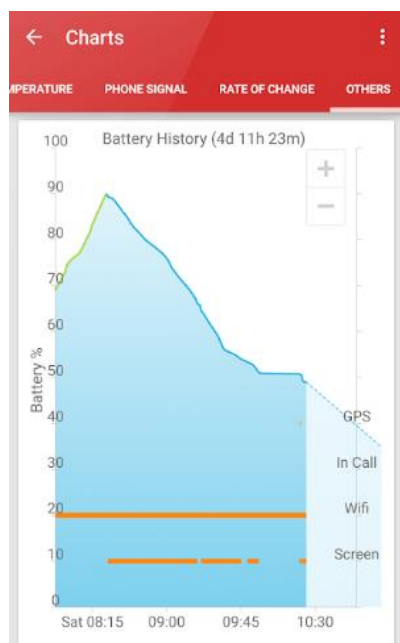 Charts
MPERATURE PHONE SIGNAL RATE OF CHANGE OTHERS
Battery History (4d 11h 23m)
100
90
80
70
60
50
40
30
20
10
0
Battery %
GPS
In Call
Wifi
Screen
Sat 08:15 09:00 09:45 10:30